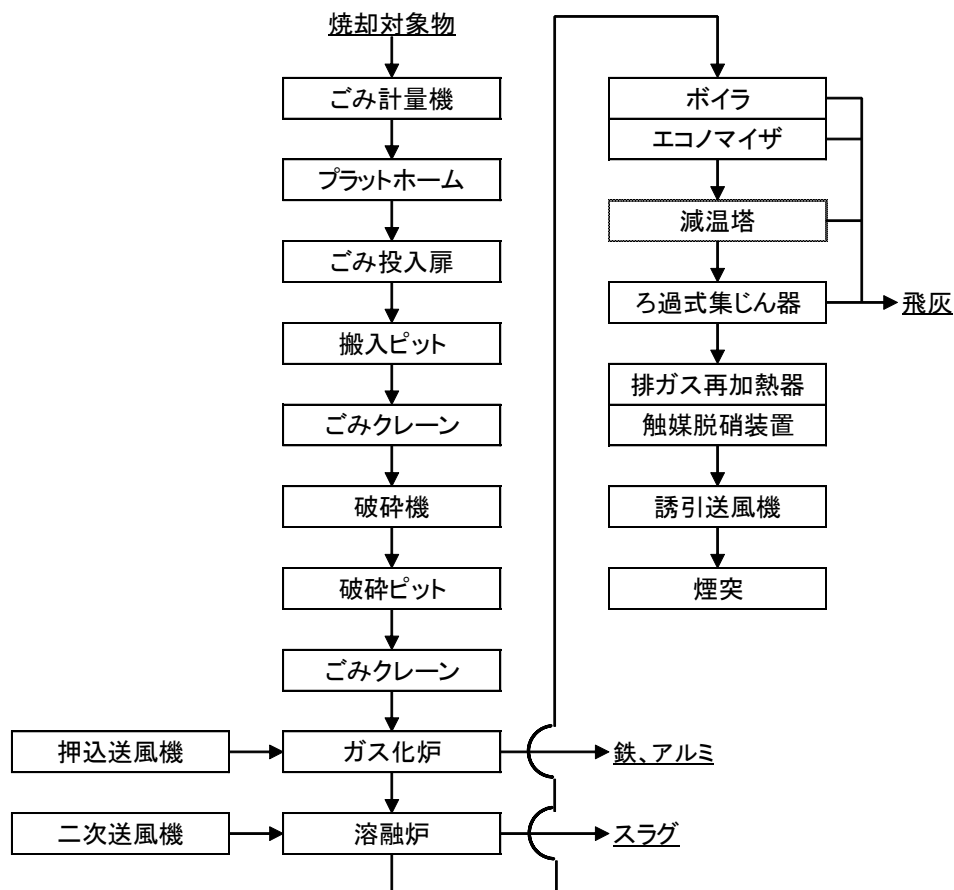 焼却対象物
ごみ計量機
プラットホーム
ごみ投入扉
搬入ピット
ごみクレーン
破砕機
破砕ピット
ごみクレーン
押込送風機
ガス化炉
鉄、アルミ
二次送風機
溶融炉
スラグ
ボイラ
エコノマイザ
減温塔
ろ過式集じん器
飛灰
排ガス再加熱器
触媒脱硝装置
誘引送風機
煙突